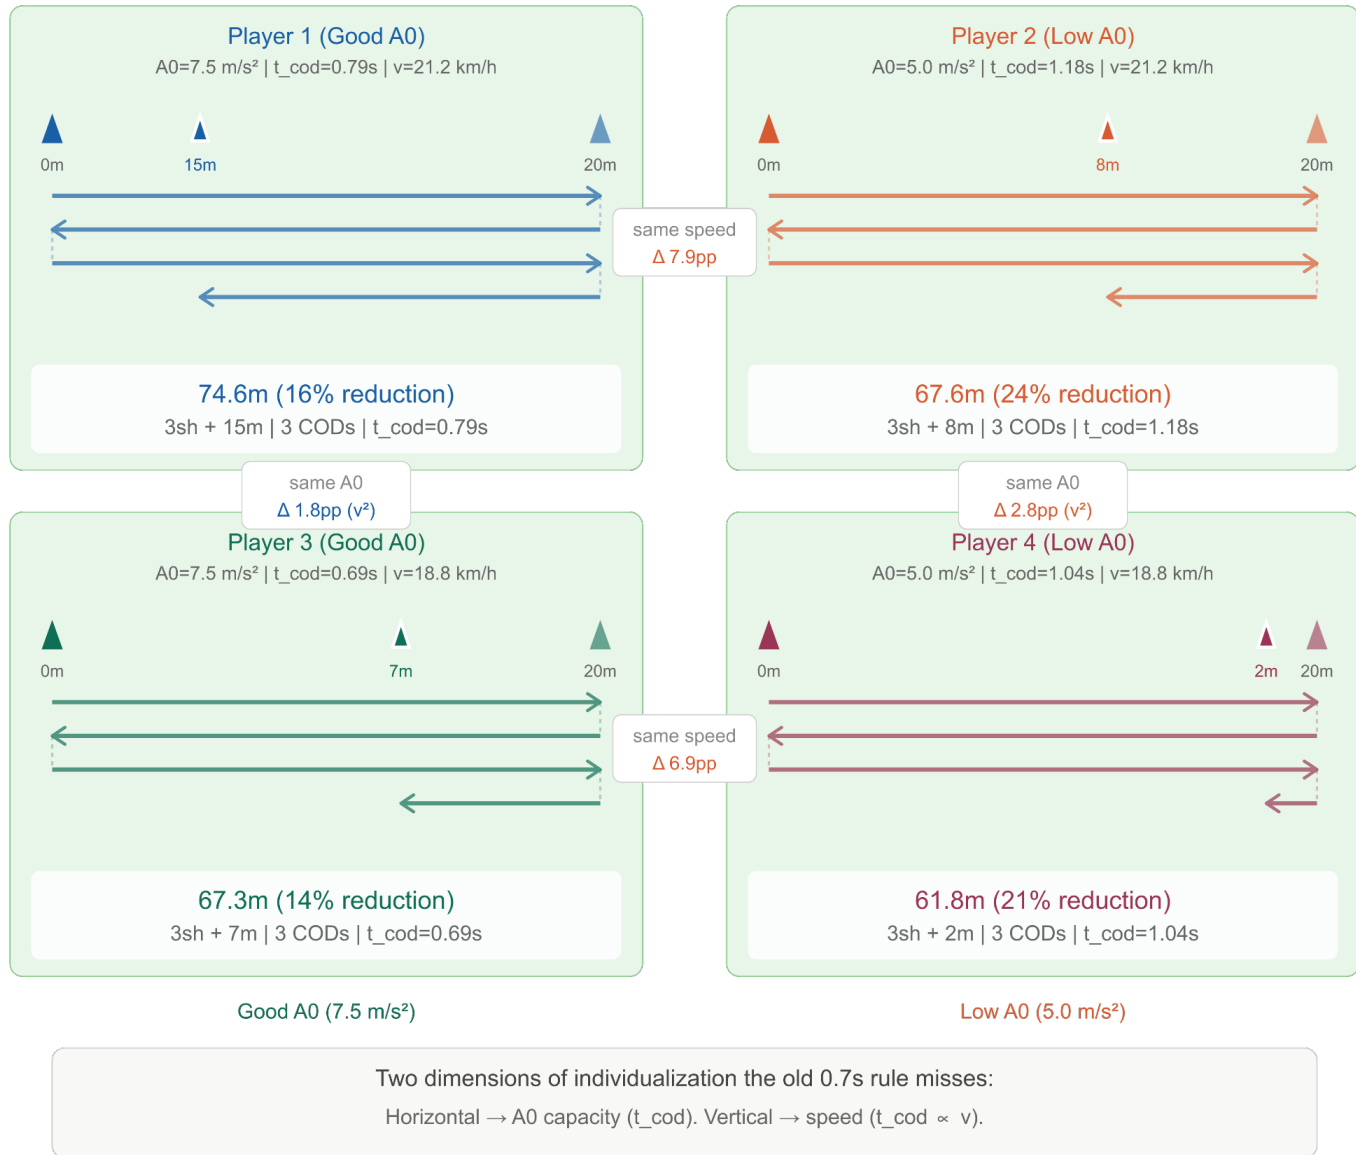 Player 1 (Good A0)
A0=7.5 m/s² | t_cod=0.79s | v=21.2 km/h
0m
15m
20m
74.6m (16% reduction)
3sh + 15m | 3 CODs | t_cod=0.79s
same speed
Δ 7.9pp
Player 2 (Low A0)
A0=5.0 m/s² | t_cod=1.18s | v=21.2 km/h
0m
8m
20m
67.6m (24% reduction)
3sh + 8m | 3 CODs | t_cod=1.18s
same A0
Δ 1.8pp (v²)
same A0
Δ 2.8pp (v²)
Player 3 (Good A0)
A0=7.5 m/s² | t_cod=0.69s | v=18.8 km/h
0m
7m
20m
67.3m (14% reduction)
3sh + 7m | 3 CODs | t_cod=0.69s
same speed
Δ 6.9pp
Player 4 (Low A0)
A0=5.0 m/s² | t_cod=1.04s | v=18.8 km/h
0m
2m
20m
61.8m (21% reduction)
3sh + 2m | 3 CODs | t_cod=1.04s
Good A0 (7.5 m/s²)
Low A0 (5.0 m/s²)
Two dimensions of individualization the old 0.7s rule misses:
Horizontal → A0 capacity (t_cod). Vertical → speed (t_cod ∝ v).